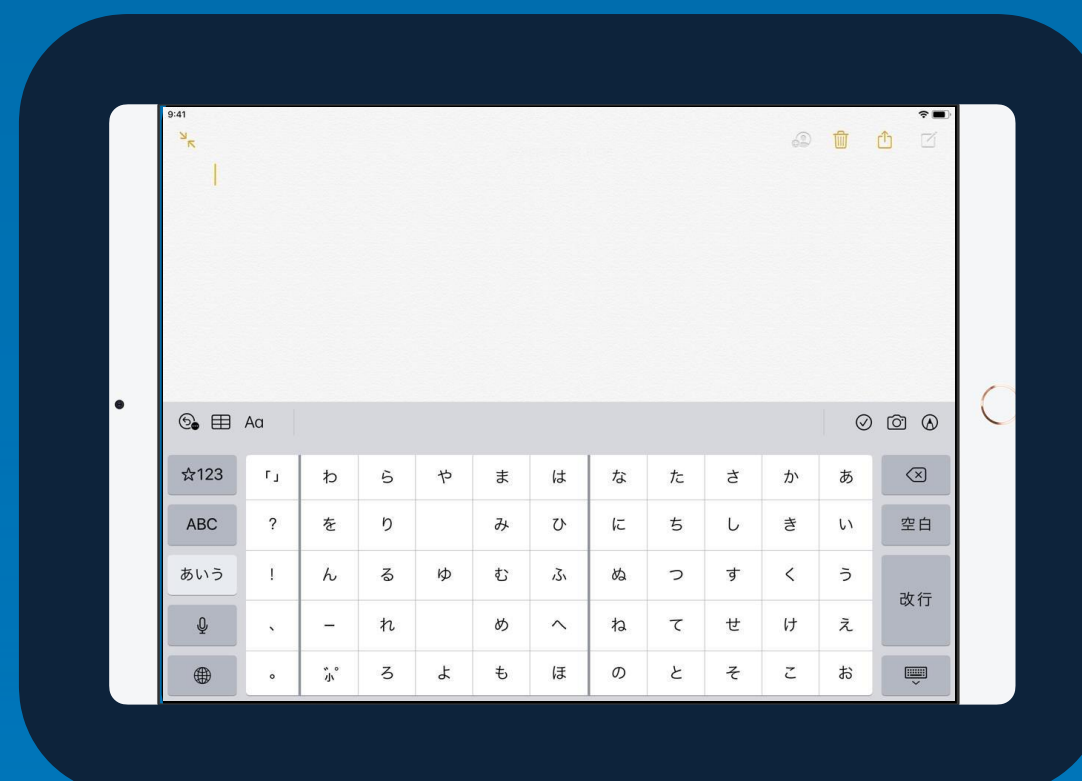 9:41
Aa
☆123 「」 わ ら や ま は な た さ か あ
ABC ? を り み ひ に ち し き い 空白
あいう ! ん る ゆ む ふ ぬ つ す く う
改行
、 ー れ め へ ね て せ け え
。 ゛゜小 ろ よ も ほ の と そ こ お